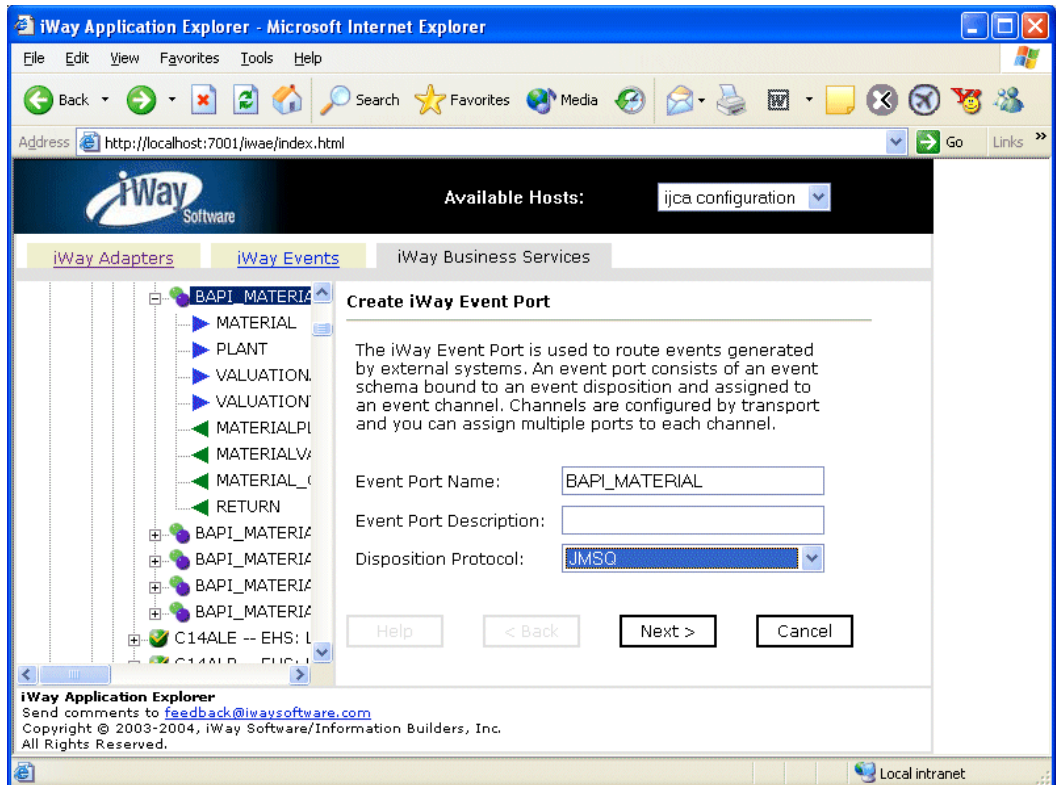 iWay Application Explorer - Microsoft Internet Explorer
File Edit View Favorites Tools Help
Back Search Favorites Media
Address http://localhost:7001/iwae/index.html Go Links »
iWay
Software
Available Hosts: ijca configuration
iWay Adapters iWay Events iWay Business Services
BAPI_MATERIA
MATERIAL
PLANT
VALUATION
VALUATION
MATERIALPL
MATERIALVA
MATERIAL_
RETURN
BAPI_MATERIA
BAPI_MATERIA
BAPI_MATERIA
BAPI_MATERIA
C14ALE -- EHS: L
Create iWay Event Port
The iWay Event Port is used to route events generated
by external systems. An event port consists of an event
schema bound to an event disposition and assigned to
an event channel. Channels are configured by transport
and you can assign multiple ports to each channel.
Event Port Name: BAPI_MATERIAL
Event Port Description:
Disposition Protocol: JMSQ
Help < Back Next > Cancel
iWay Application Explorer
Send comments to feedback@iwaysoftware.com
Copyright © 2003-2004, iWay Software/Information Builders, Inc.
All Rights Reserved.
Local intranet